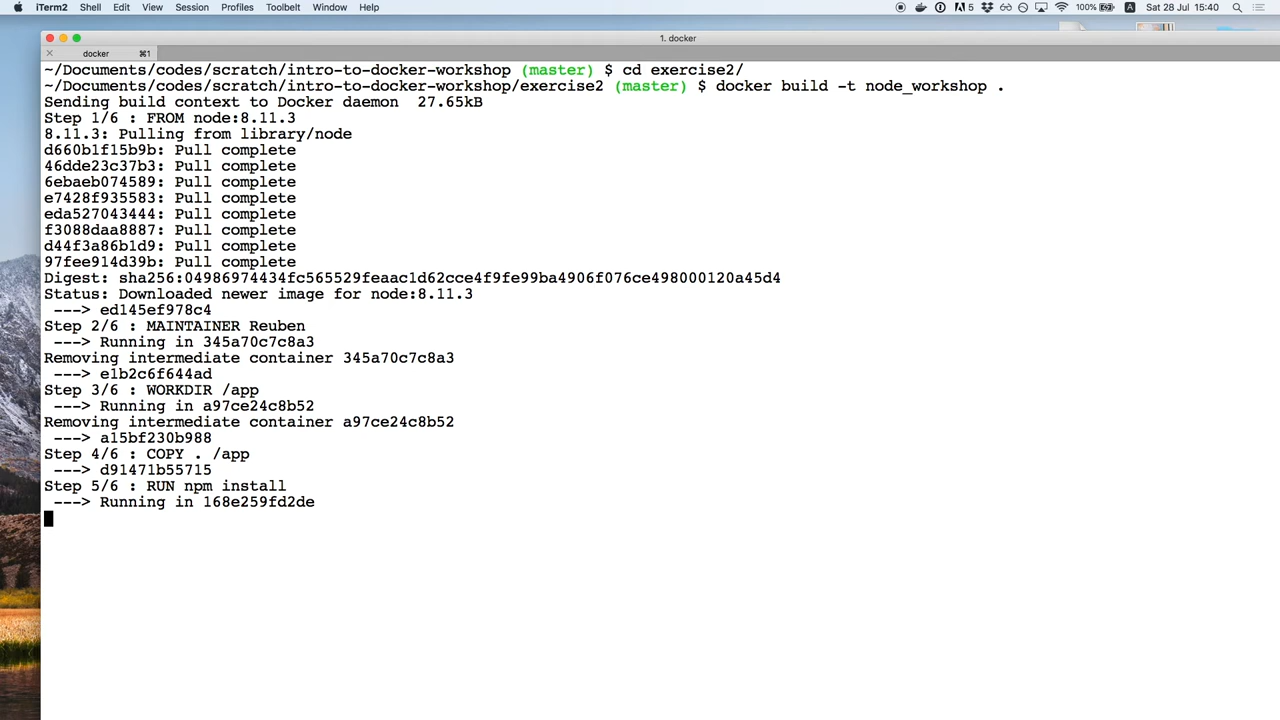 iTerm2 Shell Edit View Session Profiles Toolbelt Window Help 5 100% A Sat 28 Jul 15:40
1. docker
docker ⌘1
~/Documents/codes/scratch/intro-to-docker-workshop (master) $ cd exercise2/
~/Documents/codes/scratch/intro-to-docker-workshop/exercise2 (master) $ docker build -t node_workshop .
Sending build context to Docker daemon  27.65kB
Step 1/6 : FROM node:8.11.3
8.11.3: Pulling from library/node
d660b1f15b9b: Pull complete
46dde23c37b3: Pull complete
6ebaeb074589: Pull complete
e7428f935583: Pull complete
eda527043444: Pull complete
f3088daa8887: Pull complete
d44f3a86b1d9: Pull complete
97fee914d39b: Pull complete
Digest: sha256:04986974434fc565529feaac1d62cce4f9fe99ba4906f076ce498000120a45d4
Status: Downloaded newer image for node:8.11.3
 ---> ed145ef978c4
Step 2/6 : MAINTAINER Reuben
 ---> Running in 345a70c7c8a3
Removing intermediate container 345a70c7c8a3
 ---> e1b2c6f644ad
Step 3/6 : WORKDIR /app
 ---> Running in a97ce24c8b52
Removing intermediate container a97ce24c8b52
 ---> a15bf230b988
Step 4/6 : COPY . /app
 ---> d91471b55715
Step 5/6 : RUN npm install
 ---> Running in 168e259fd2de